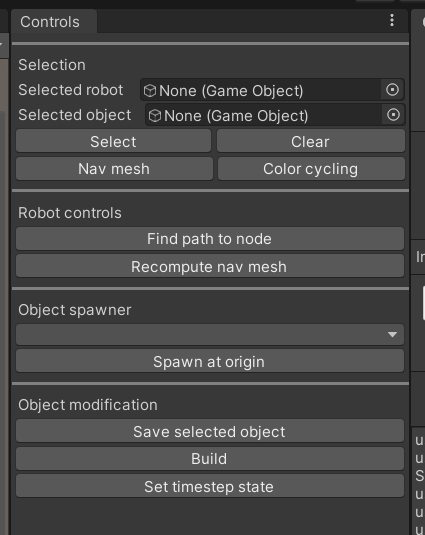 Controls
Selection
Selected robot None (Game Object)
Selected object None (Game Object)
Select Clear
Nav mesh Color cycling
Robot controls
Find path to node
Recompute nav mesh
Object spawner
Spawn at origin
Object modification
Save selected object
Build
Set timestep state